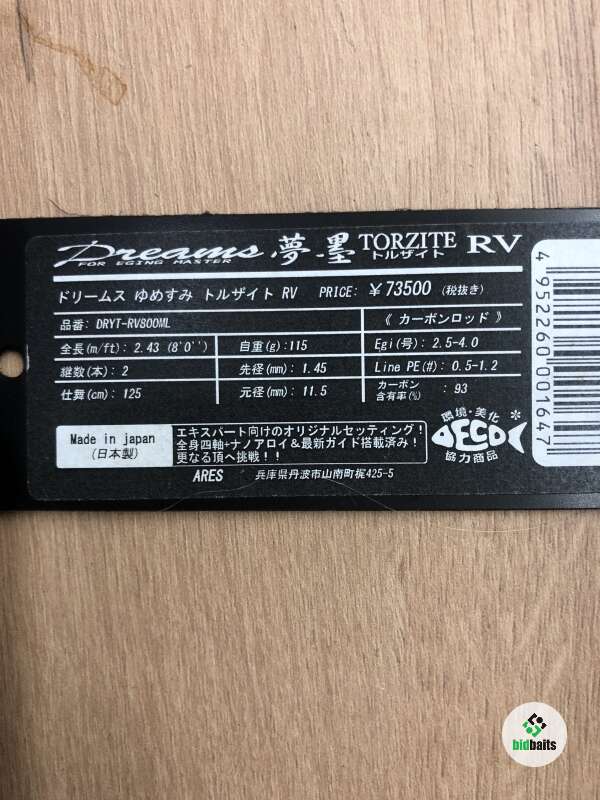 Dreams 夢墨 TORZITE RV
FOR EGING MASTER トルザイト
ドリームス ゆめすみ トルザイト RV PRICE: ¥73500 (税抜き)
品番: DRYT-RV800ML 《 カーボンロッド 》
全長(m/ft): 2.43 (8'0'') 自重(g):115 Egi(号): 2.5-4.0
継数(本): 2 先径(mm): 1.45 Line PE(#): 0.5-1.2
仕舞(cm): 125 元径(mm): 11.5 カーボン含有率(%) : 93
Made in japan
(日本製)
エキスパート向けのオリジナルセッティング!
全身四軸+ナノアロイ&最新ガイド搭載済み!
更なる頂へ挑戦!!
環境・美化
ECO
協力商品
ARES 兵庫県丹波市山南町梶425-5
4 952260 001647
bidbaits